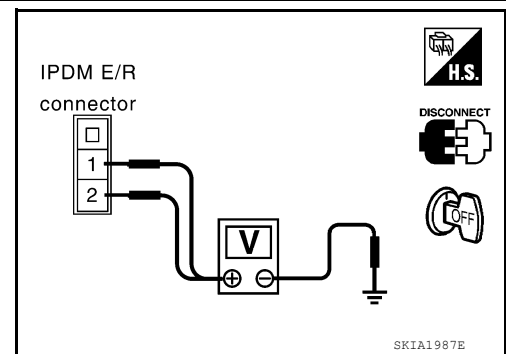 IPDM E/R
connector
1
2
V
+ −
H.S.
DISCONNECT
OFF
SKIA1987E